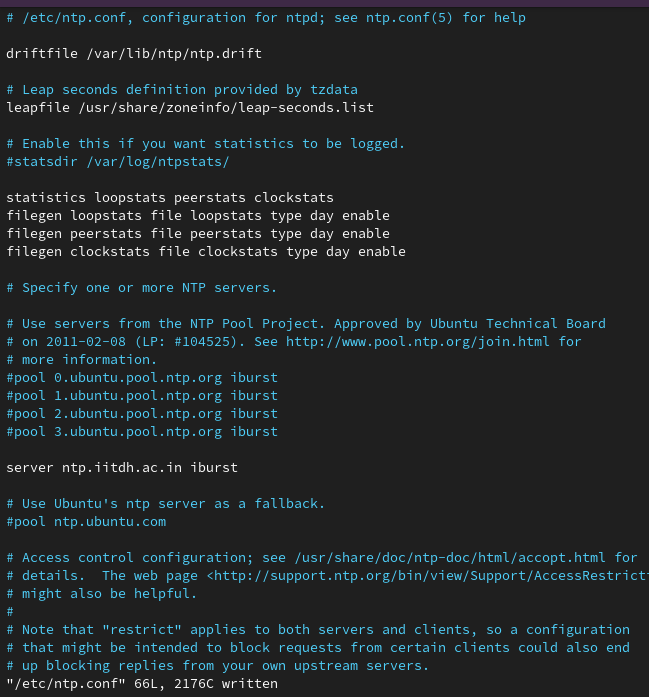 # /etc/ntp.conf, configuration for ntpd; see ntp.conf(5) for help
driftfile /var/lib/ntp/ntp.drift
# Leap seconds definition provided by tzdata
leapfile /usr/share/zoneinfo/leap-seconds.list
# Enable this if you want statistics to be logged.
#statsdir /var/log/ntpstats/
statistics loopstats peerstats clockstats
filegen loopstats file loopstats type day enable
filegen peerstats file peerstats type day enable
filegen clockstats file clockstats type day enable
# Specify one or more NTP servers.
# Use servers from the NTP Pool Project. Approved by Ubuntu Technical Board
# on 2011-02-08 (LP: #104525). See http://www.pool.ntp.org/join.html for
# more information.
#pool 0.ubuntu.pool.ntp.org iburst
#pool 1.ubuntu.pool.ntp.org iburst
#pool 2.ubuntu.pool.ntp.org iburst
#pool 3.ubuntu.pool.ntp.org iburst
server ntp.iitdh.ac.in iburst
# Use Ubuntu's ntp server as a fallback.
#pool ntp.ubuntu.com
# Access control configuration; see /usr/share/doc/ntp-doc/html/accopt.html for
# details.  The web page <http://support.ntp.org/bin/view/Support/AccessRestricti
# might also be helpful.
#
# Note that "restrict" applies to both servers and clients, so a configuration
# that might be intended to block requests from certain clients could also end
# up blocking replies from your own upstream servers.
"/etc/ntp.conf" 66L, 2176C written